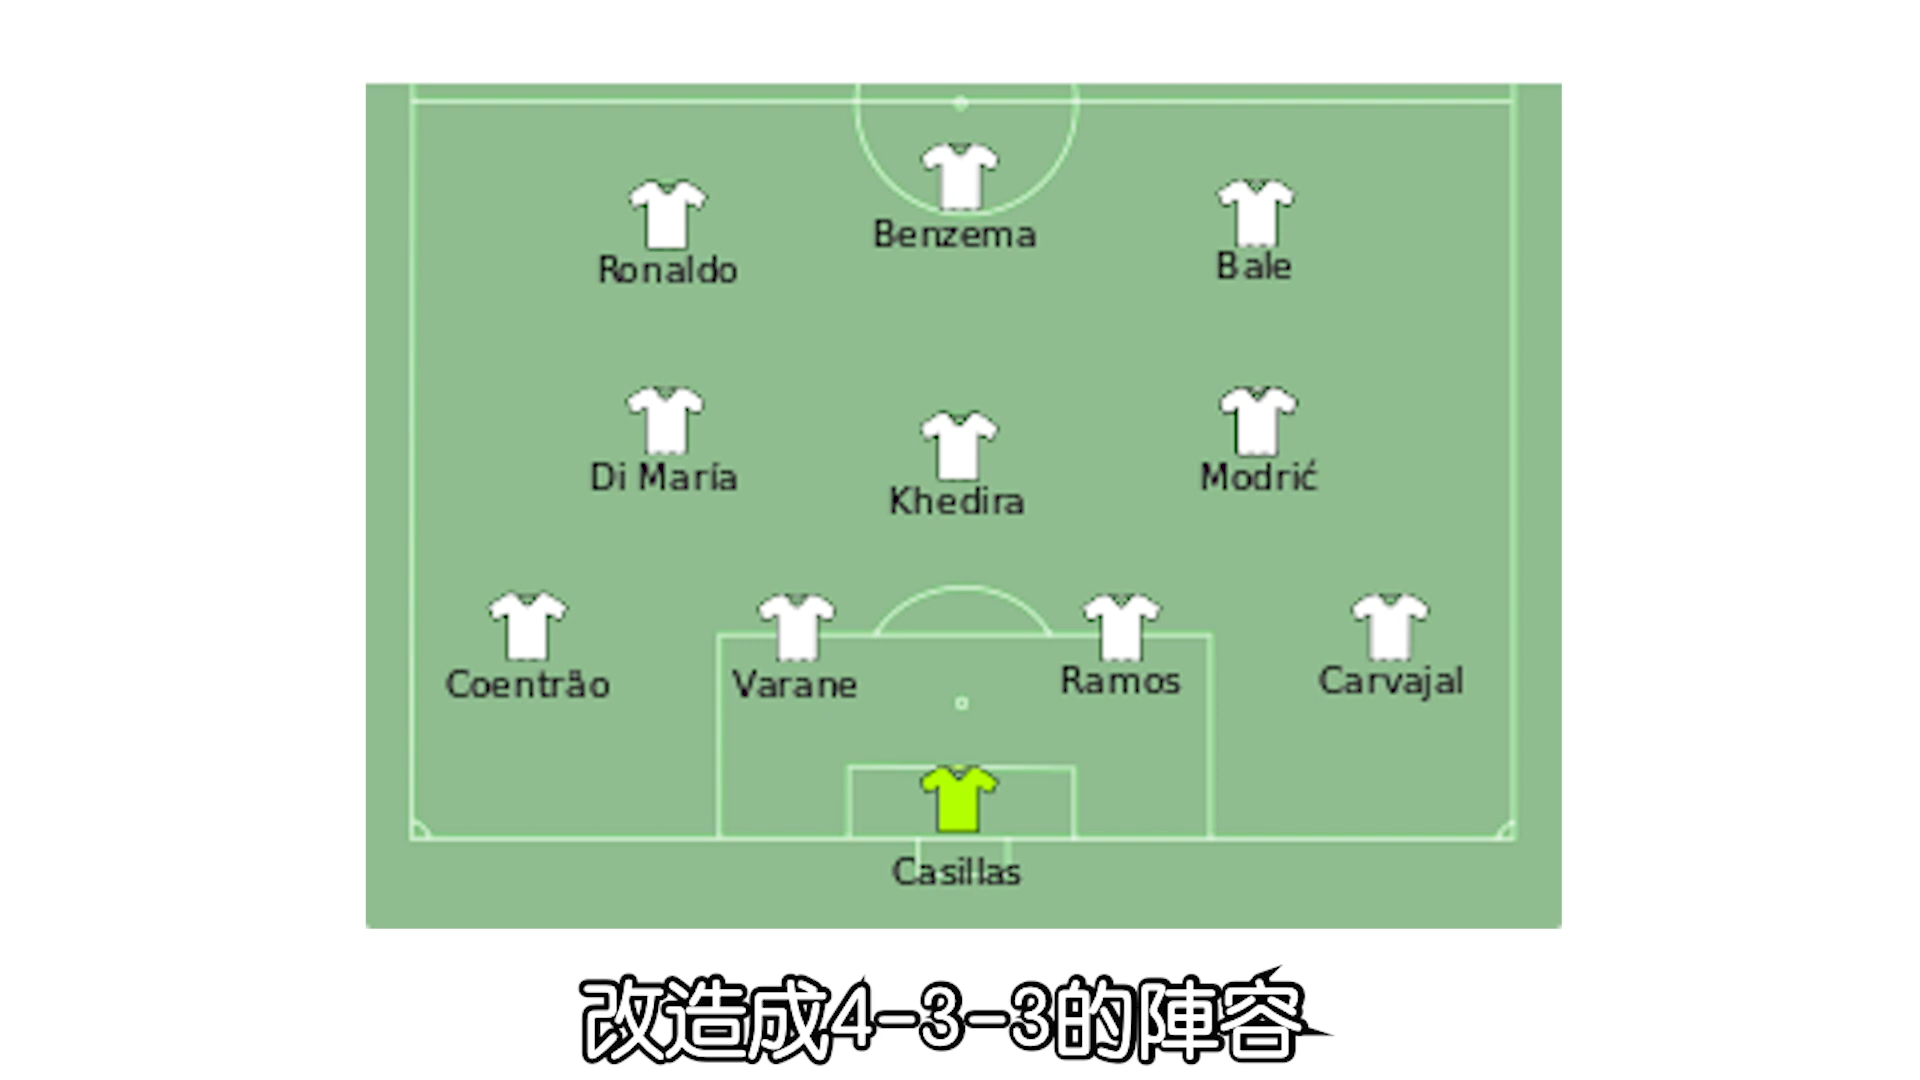 Benzema
Ronaldo
Bale
Di María
Khedira
Modrić
Coentrão
Varane
Ramos
Carvajal
Casillas
改造成4-3-3的陣容